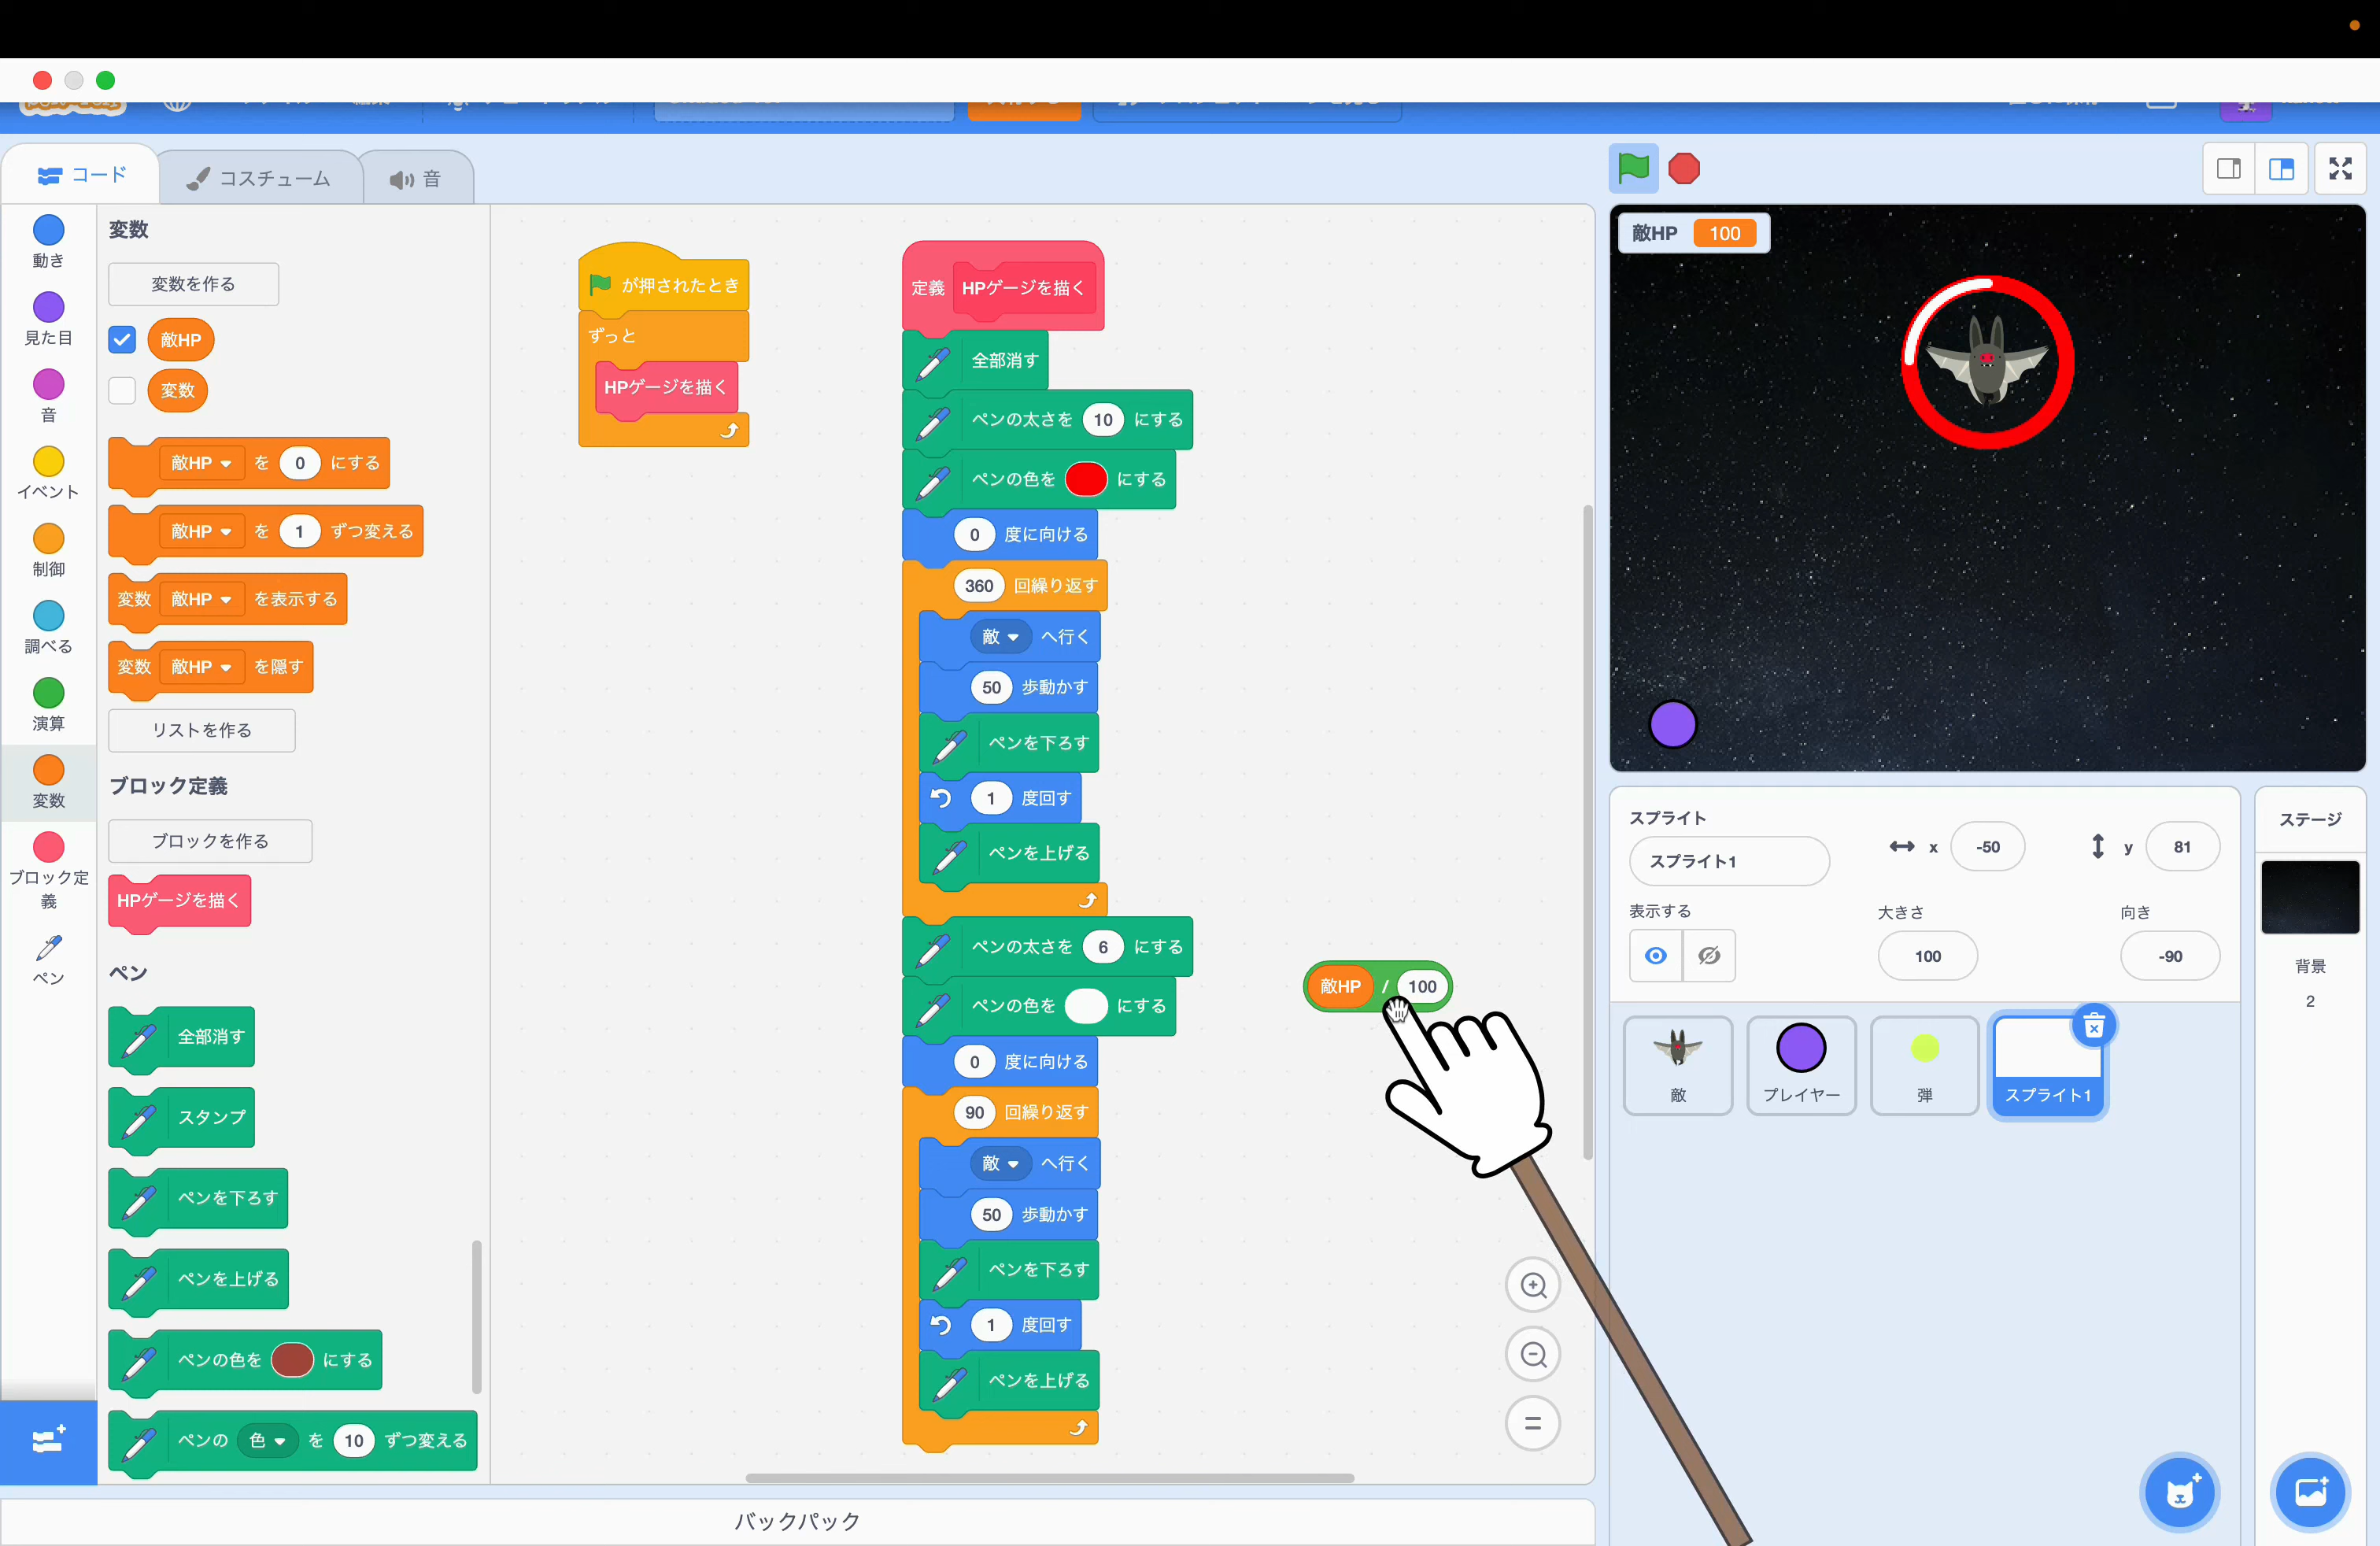 コード
コスチューム
音
動き
見た目
音
イベント
制御
調べる
演算
変数
ブロック定
義
ペン
変数
変数を作る
敵HP
変数
敵HP を 0 にする
敵HP を 1 ずつ変える
変数 敵HP を表示する
変数 敵HP を隠す
リストを作る
ブロック定義
ブロックを作る
HPゲージを描く
ペン
全部消す
スタンプ
ペンを下ろす
ペンを上げる
ペンの色を にする
ペンの 色 を 10 ずつ変える
が押されたとき
ずっと
HPゲージを描く
定義 HPゲージを描く
全部消す
ペンの太さを 10 にする
ペンの色を にする
0 度に向ける
360 回繰り返す
敵 へ行く
50 歩動かす
ペンを下ろす
1 度回す
ペンを上げる
ペンの太さを 6 にする
ペンの色を にする
0 度に向ける
90 回繰り返す
敵 へ行く
50 歩動かす
ペンを下ろす
1 度回す
ペンを上げる
敵HP / 100
バックパック
敵HP 100
スプライト
スプライト1
x -50
y 81
表示する
大きさ
100
向き
-90
敵
プレイヤー
弾
スプライト1
ステージ
背景
2